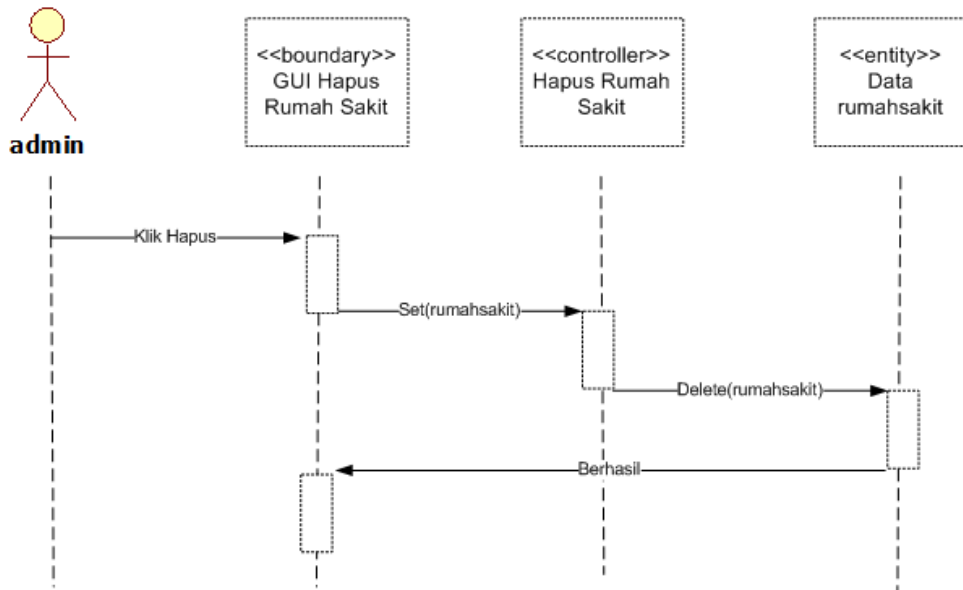 <<boundary>>
GUI Hapus
Rumah Sakit
<<controller>>
Hapus Rumah
Sakit
<<entity>>
Data
rumahsakit
admin
Klik Hapus
Set(rumahsakit)
Delete(rumahsakit)
Berhasil